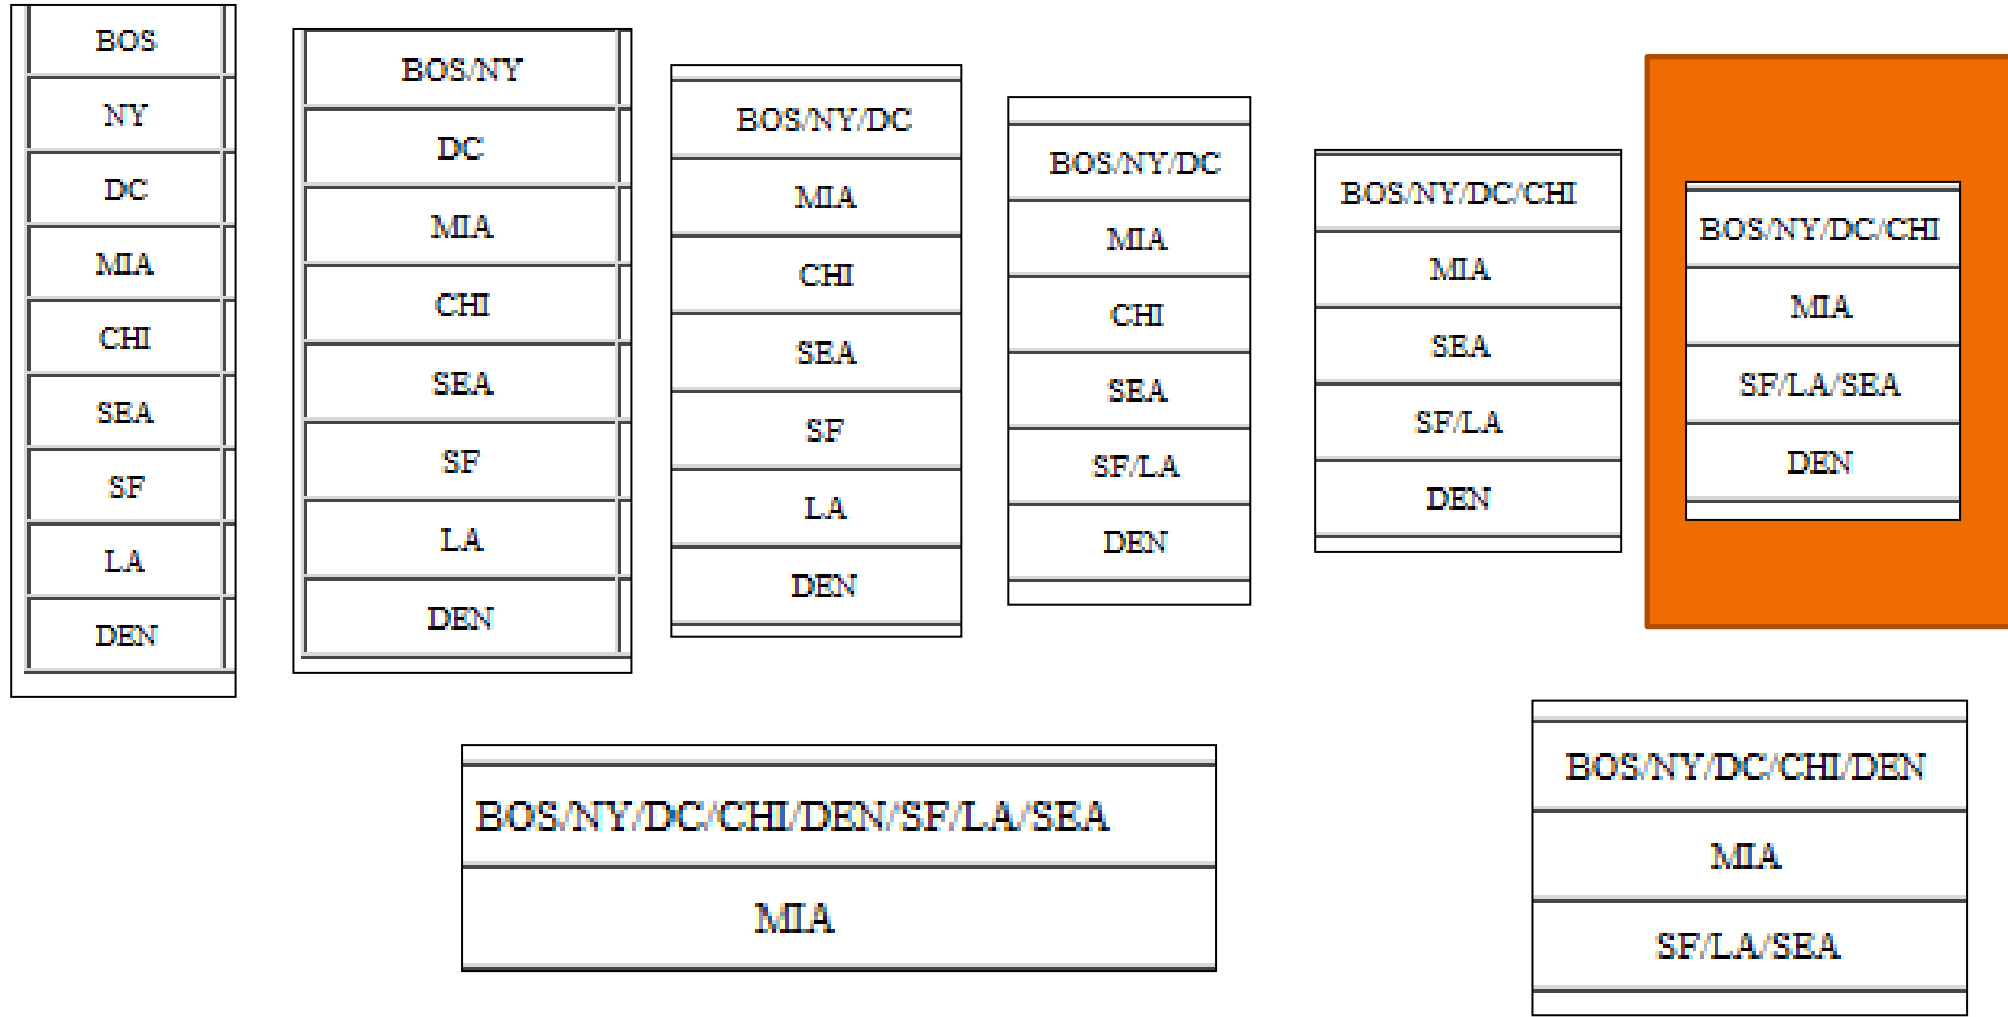 BOS
NY
DC
MIA
CHI
SEA
SF
LA
DEN
BOS/NY
DC
MIA
CHI
SEA
SF
LA
DEN
BOS/NY/DC
MIA
CHI
SEA
SF
LA
DEN
BOS/NY/DC
MIA
CHI
SEA
SF/LA
DEN
BOS/NY/DC/CHI
MIA
SEA
SF/LA
DEN
BOS/NY/DC/CHI
MIA
SF/LA/SEA
DEN
BOS/NY/DC/CHI/DEN/SF/LA/SEA
MIA
BOS/NY/DC/CHI/DEN
MIA
SF/LA/SEA